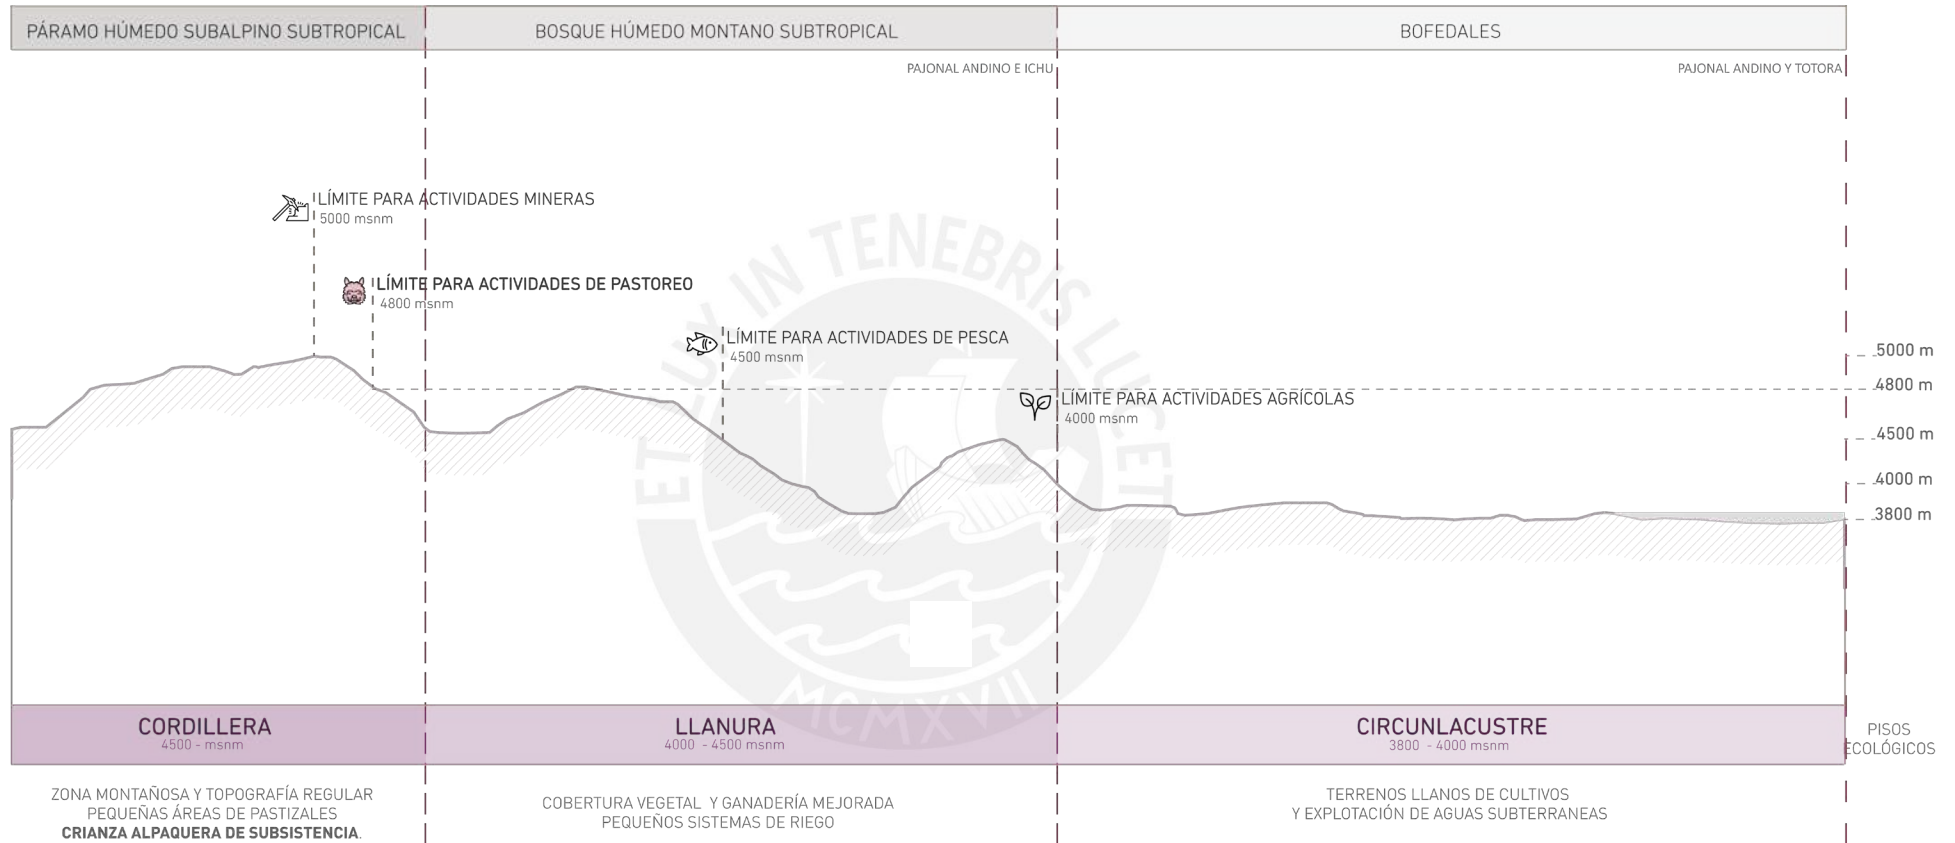 PÁRAMO HÚMEDO SUBALPINO SUBTROPICAL
BOSQUE HÚMEDO MONTANO SUBTROPICAL
BOFEDALES
PAJONAL ANDINO E ICHU
PAJONAL ANDINO Y TOTORA
LÍMITE PARA ACTIVIDADES MINERAS
5000 msnm
LÍMITE PARA ACTIVIDADES DE PASTOREO
4800 msnm
LÍMITE PARA ACTIVIDADES DE PESCA
4500 msnm
LÍMITE PARA ACTIVIDADES AGRÍCOLAS
4000 msnm
5000 m
4800 m
4500 m
4000 m
3800 m
ET LUX IN TENEBRIS LUCET
MCMXVII
CORDILLERA
4500 - msnm
LLANURA
4000 - 4500 msnm
CIRCUNLACUSTRE
3800 - 4000 msnm
PISOS
ECOLÓGICOS
ZONA MONTAÑOSA Y TOPOGRAFÍA REGULAR
PEQUEÑAS ÁREAS DE PASTIZALES
CRIANZA ALPAQUERA DE SUBSISTENCIA.
COBERTURA VEGETAL Y GANADERÍA MEJORADA
PEQUEÑOS SISTEMAS DE RIEGO
TERRENOS LLANOS DE CULTIVOS
Y EXPLOTACIÓN DE AGUAS SUBTERRANEAS